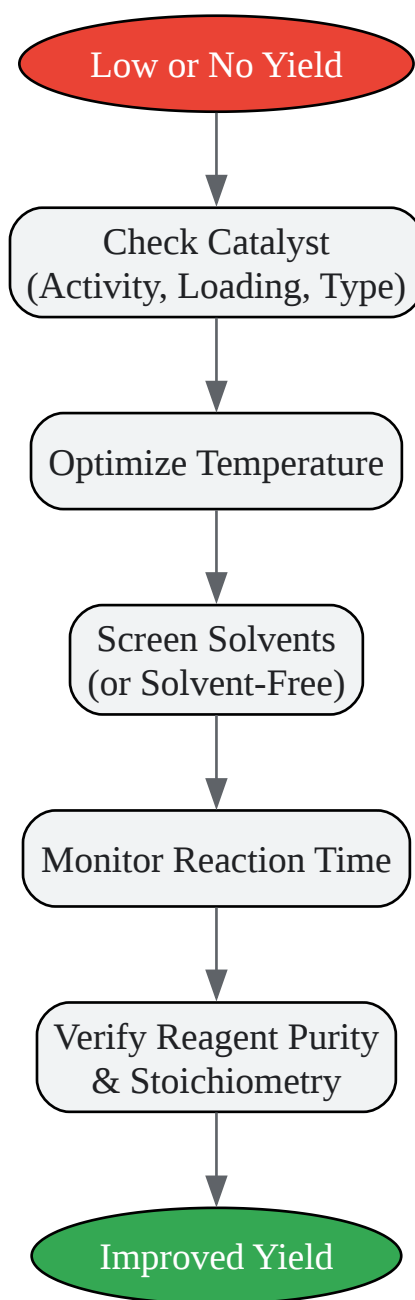 Low or No Yield
Check Catalyst
(Activity, Loading, Type)
Optimize Temperature
Screen Solvents
(or Solvent-Free)
Monitor Reaction Time
Verify Reagent Purity
& Stoichiometry
Improved Yield